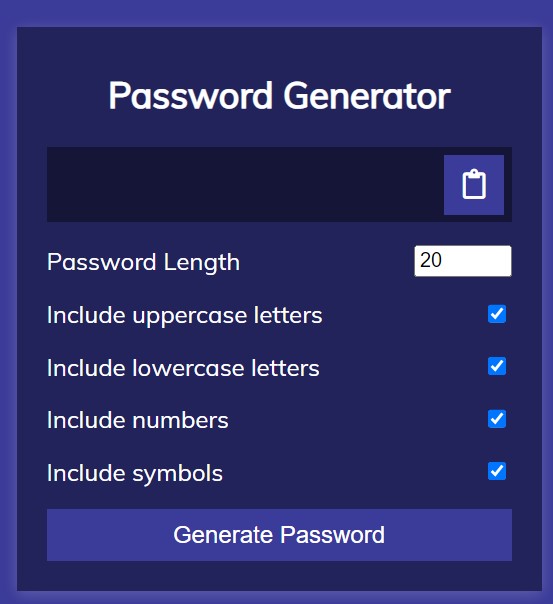 Password Generator
Password Length 20
Include uppercase letters
Include lowercase letters
Include numbers
Include symbols
Generate Password